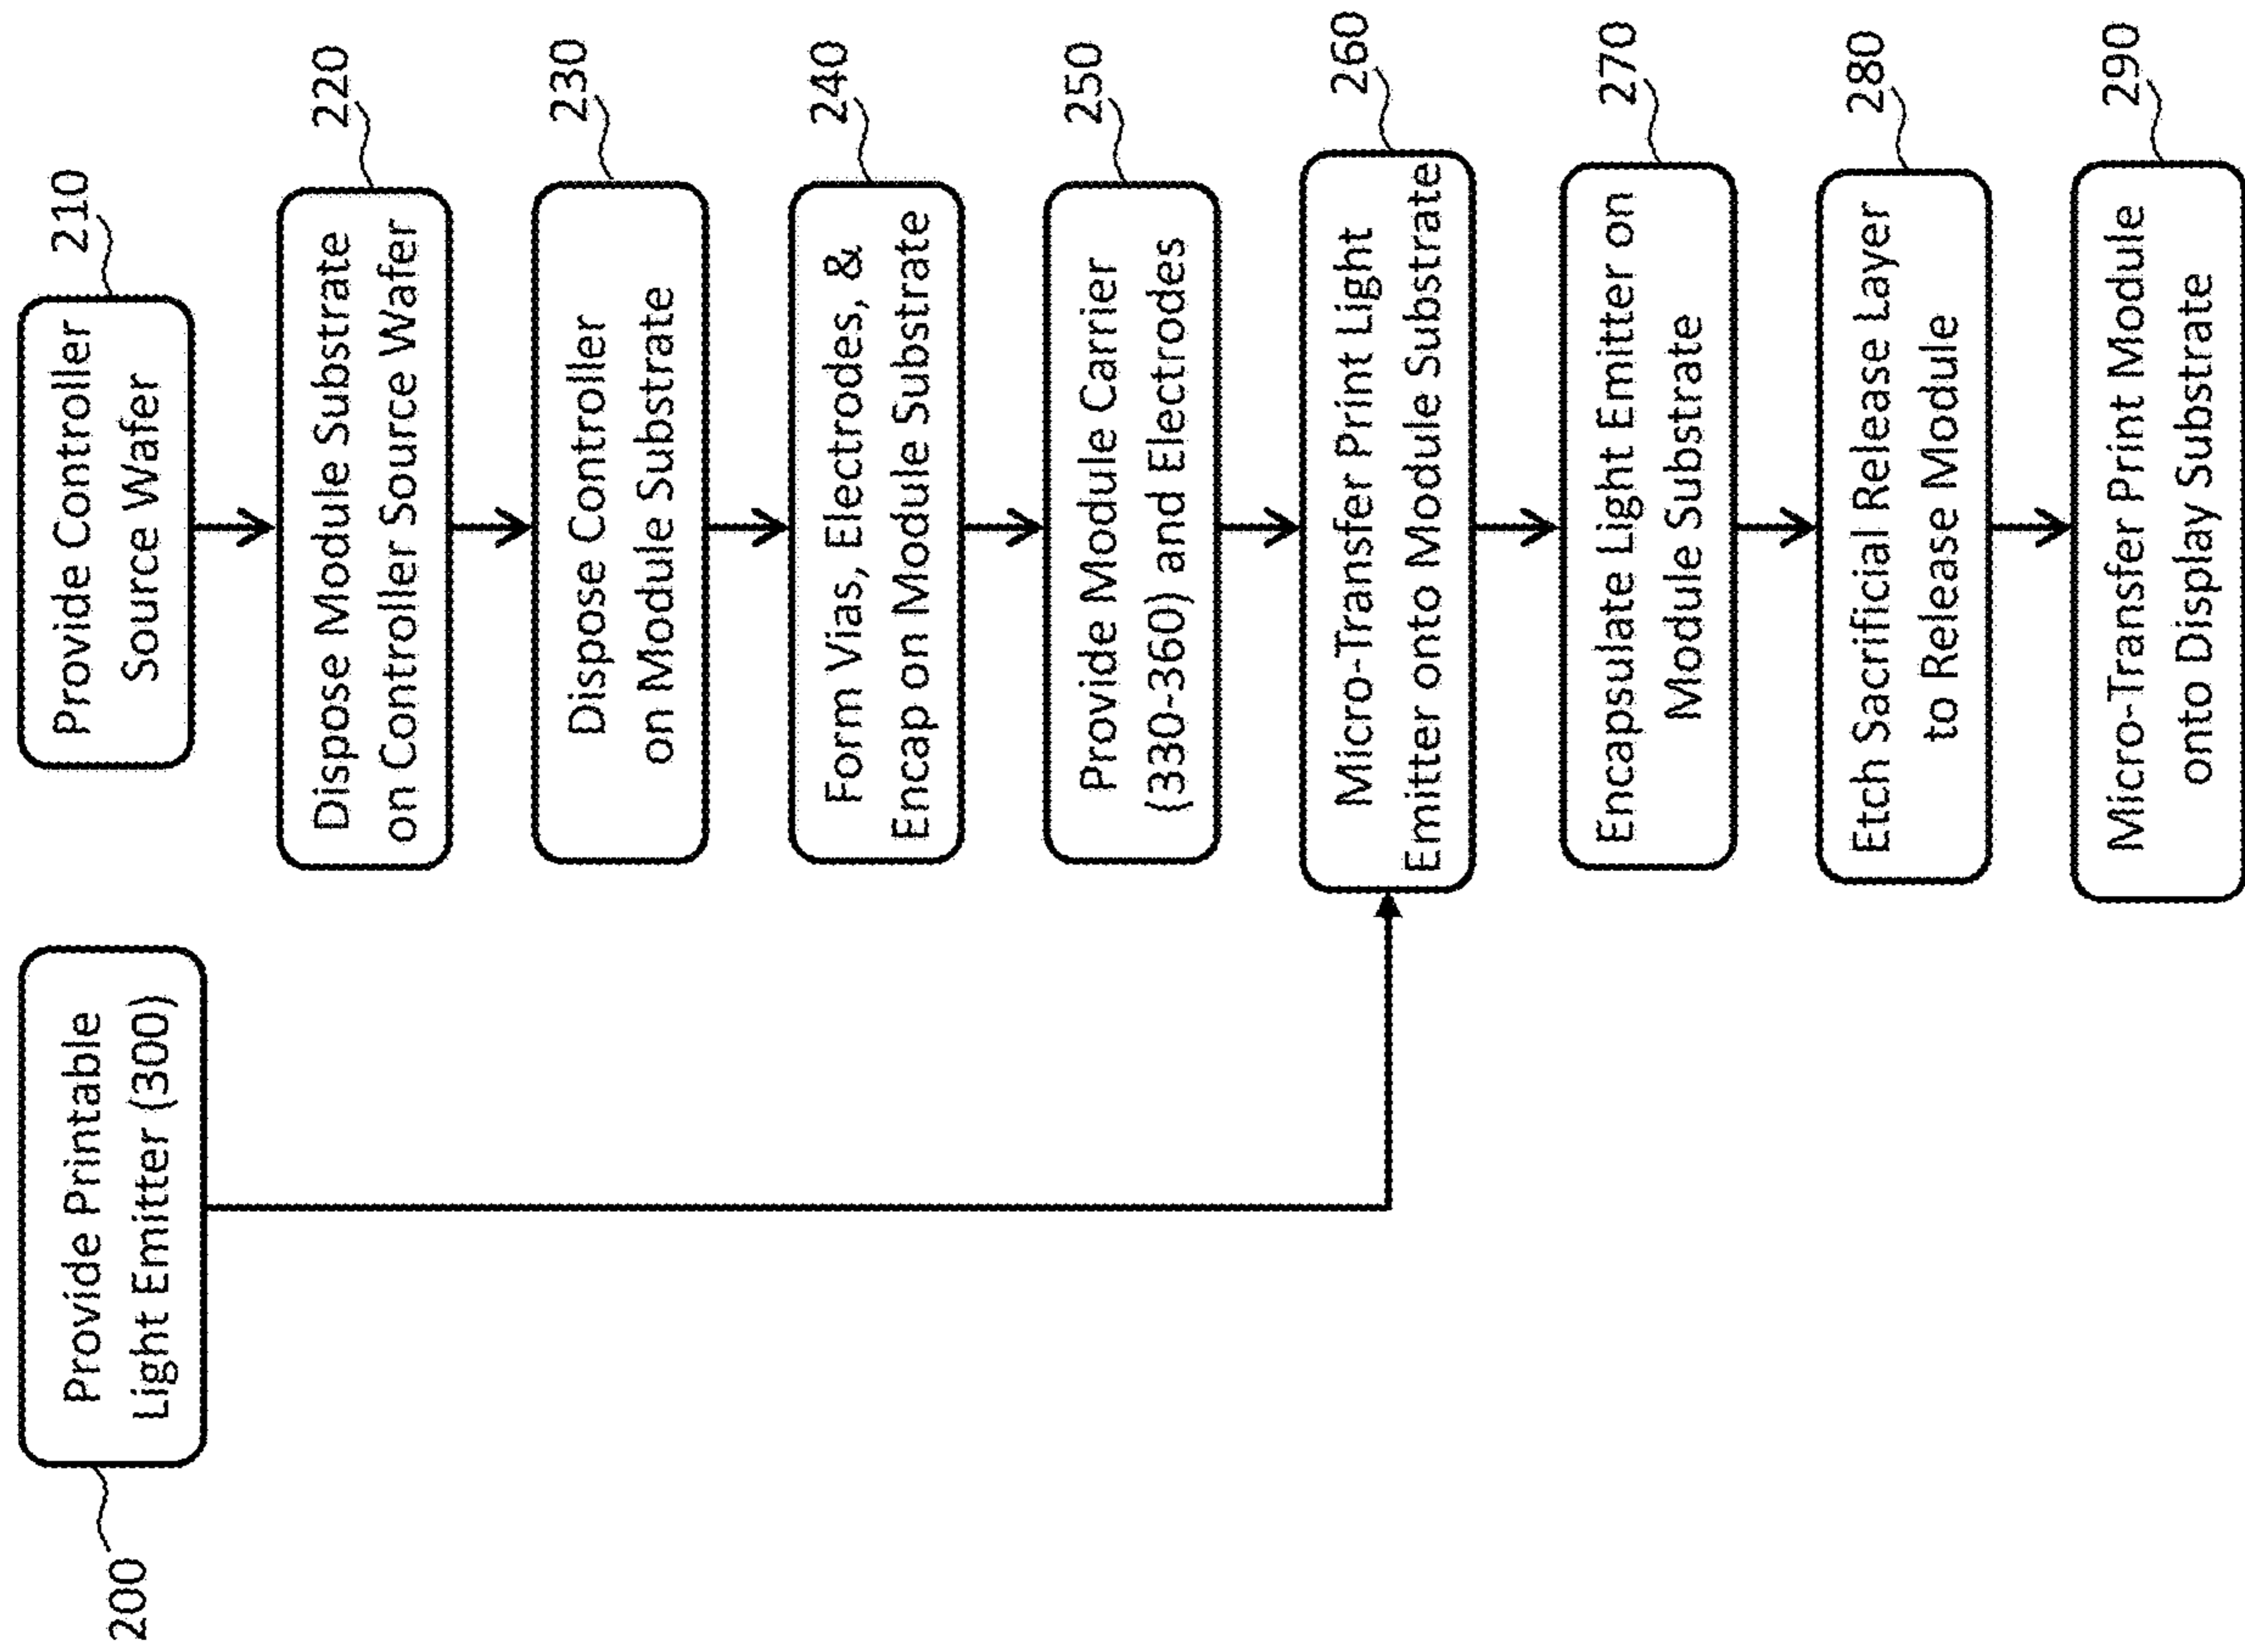 200
Provide Printable
Light Emitter (300)
210
Provide Controller
Source Wafer
220
Dispose Module Substrate
on Controller Source Wafer
230
Dispose Controller
on Module Substrate
240
Form Vias, Electrodes, &
Encap on Module Substrate
250
Provide Module Carrier
(330-360) and Electrodes
260
Micro-Transfer Print Light
Emitter onto Module Substrate
270
Encapsulate Light Emitter on
Module Substrate
280
Etch Sacrificial Release Layer
to Release Module
290
Micro-Transfer Print Module
onto Display Substrate